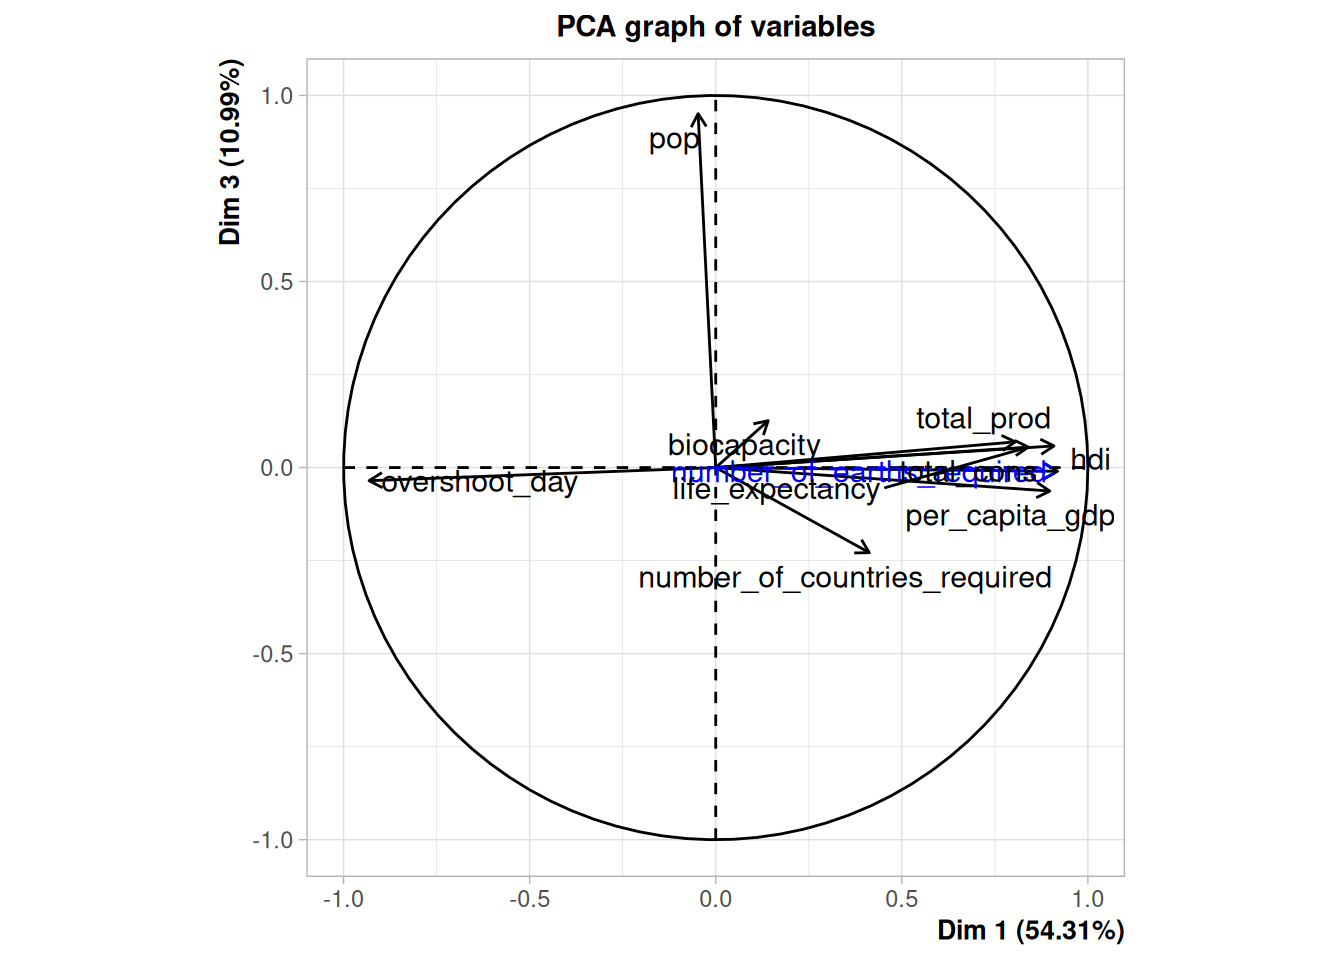 PCA graph of variables
Dim 3 (10.99%)
1.0
0.5
0.0
-0.5
-1.0
pop
total_prod
biocapacity
hdi
number_of_earths_required
total_cons
overshoot_day
life_expectancy
per_capita_gdp
number_of_countries_required
-1.0
-0.5
0.0
0.5
1.0
Dim 1 (54.31%)